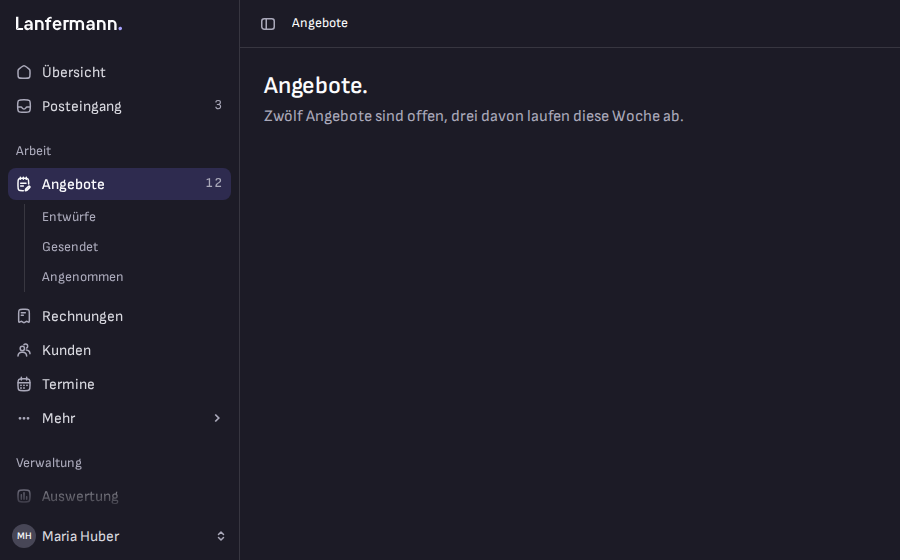 Lanfermann.
Übersicht
Posteingang 3
Arbeit
Angebote 12
Entwürfe
Gesendet
Angenommen
Rechnungen
Kunden
Termine
Mehr
Verwaltung
Auswertung
MH Maria Huber
Angebote
Angebote.
Zwölf Angebote sind offen, drei davon laufen diese Woche ab.